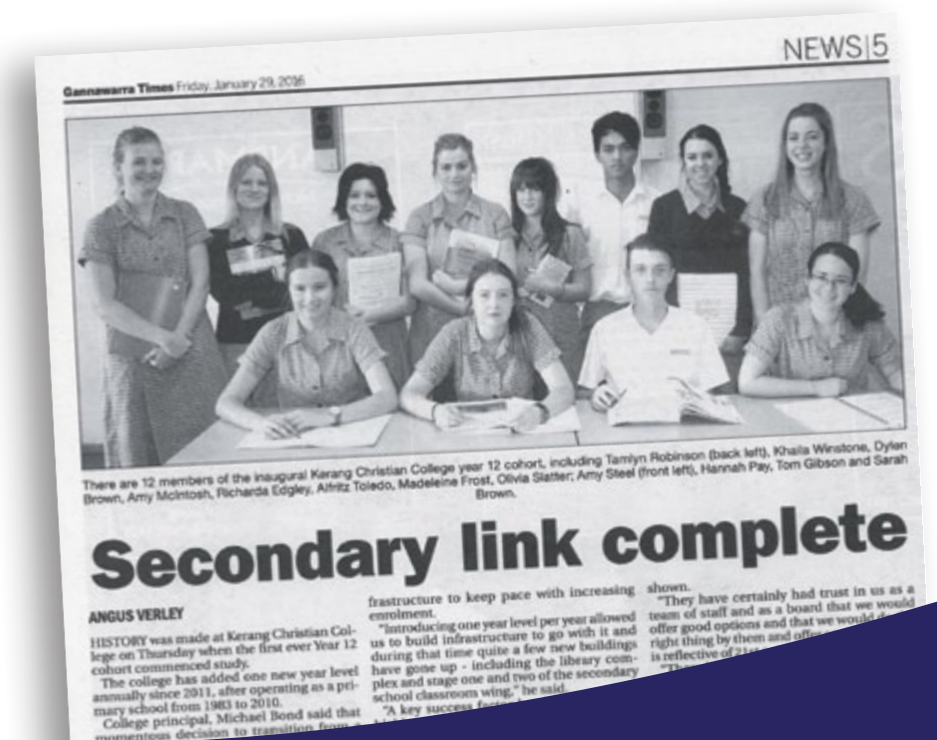 NEWS|5
Gannawarra Times Friday, January 29, 2016
There are 12 members of the inaugural Kerang Christian College year 12 cohort, including Tamlyn Robinson (back left), Khaila Winstone, Dylen
Brown, Amy McIntosh, Richarda Edgley, Alfritz Toledo, Madeleine Frost, Olivia Slatter; Amy Steel (front left), Hannah Pay, Tom Gibson and Sarah
Brown.
Secondary link complete
ANGUS VERLEY
HISTORY was made at Kerang Christian Col-
lege on Thursday when the first ever Year 12
cohort commenced study.
The college has added one new year level
annually since 2011, after operating as a pri-
mary school from 1983 to 2010.
College principal, Michael Bond said that
momentous decision to transition from a
frastructure to keep pace with increasing
enrolment.
"Introducing one year level per year allowed
us to build infrastructure to go with it and
during that time quite a few new buildings
have gone up - including the library com-
plex and stage one and two of the secondary
school classroom wing," he said.
"A key success factor
shown.
"They have certainly had trust in us as a
team of staff and as a board that we would
offer good options and that we would do
right thing by them and offer
is reflective of